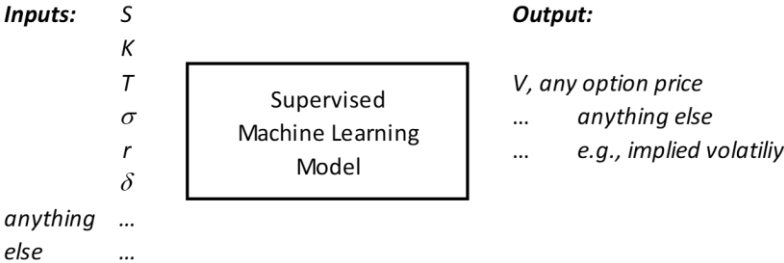 Inputs: S
K
T
σ
r
δ
anything ...
else ...
Supervised
Machine Learning
Model
Output:
V, any option price
... anything else
... e.g., implied volatiliy